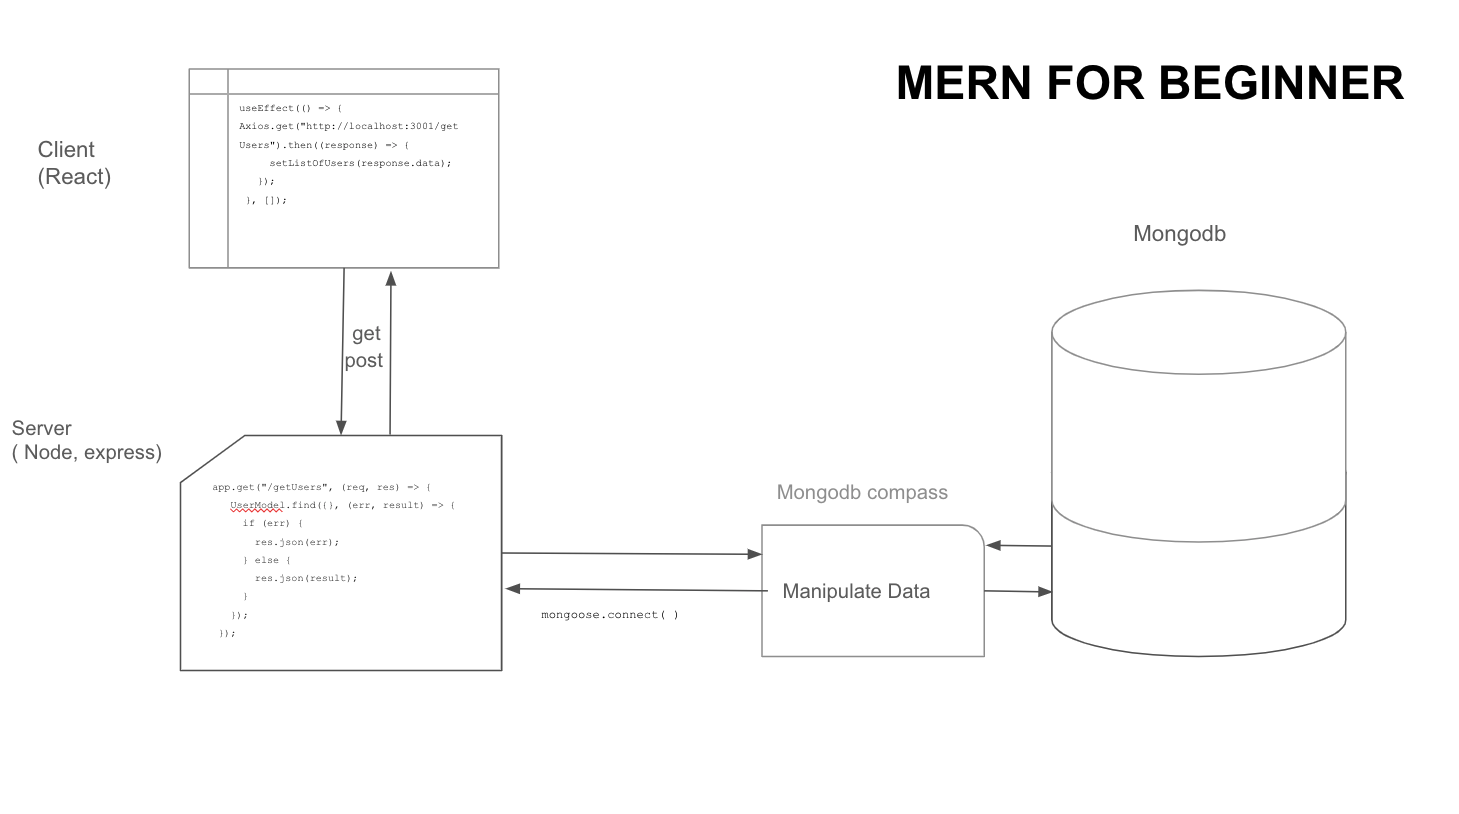 MERN FOR BEGINNER
Client
(React)
useEffect(() => {
Axios.get("http://localhost:3001/get
Users").then((response) => {
setListOfUsers(response.data);
});
}, []);
get
post
Server
( Node, express)
app.get("/getUsers", (req, res) => {
UserModel.find({}, (err, result) => {
if (err) {
res.json(err);
} else {
res.json(result);
}
});
});
mongoose.connect( )
Mongodb compass
Manipulate Data
Mongodb